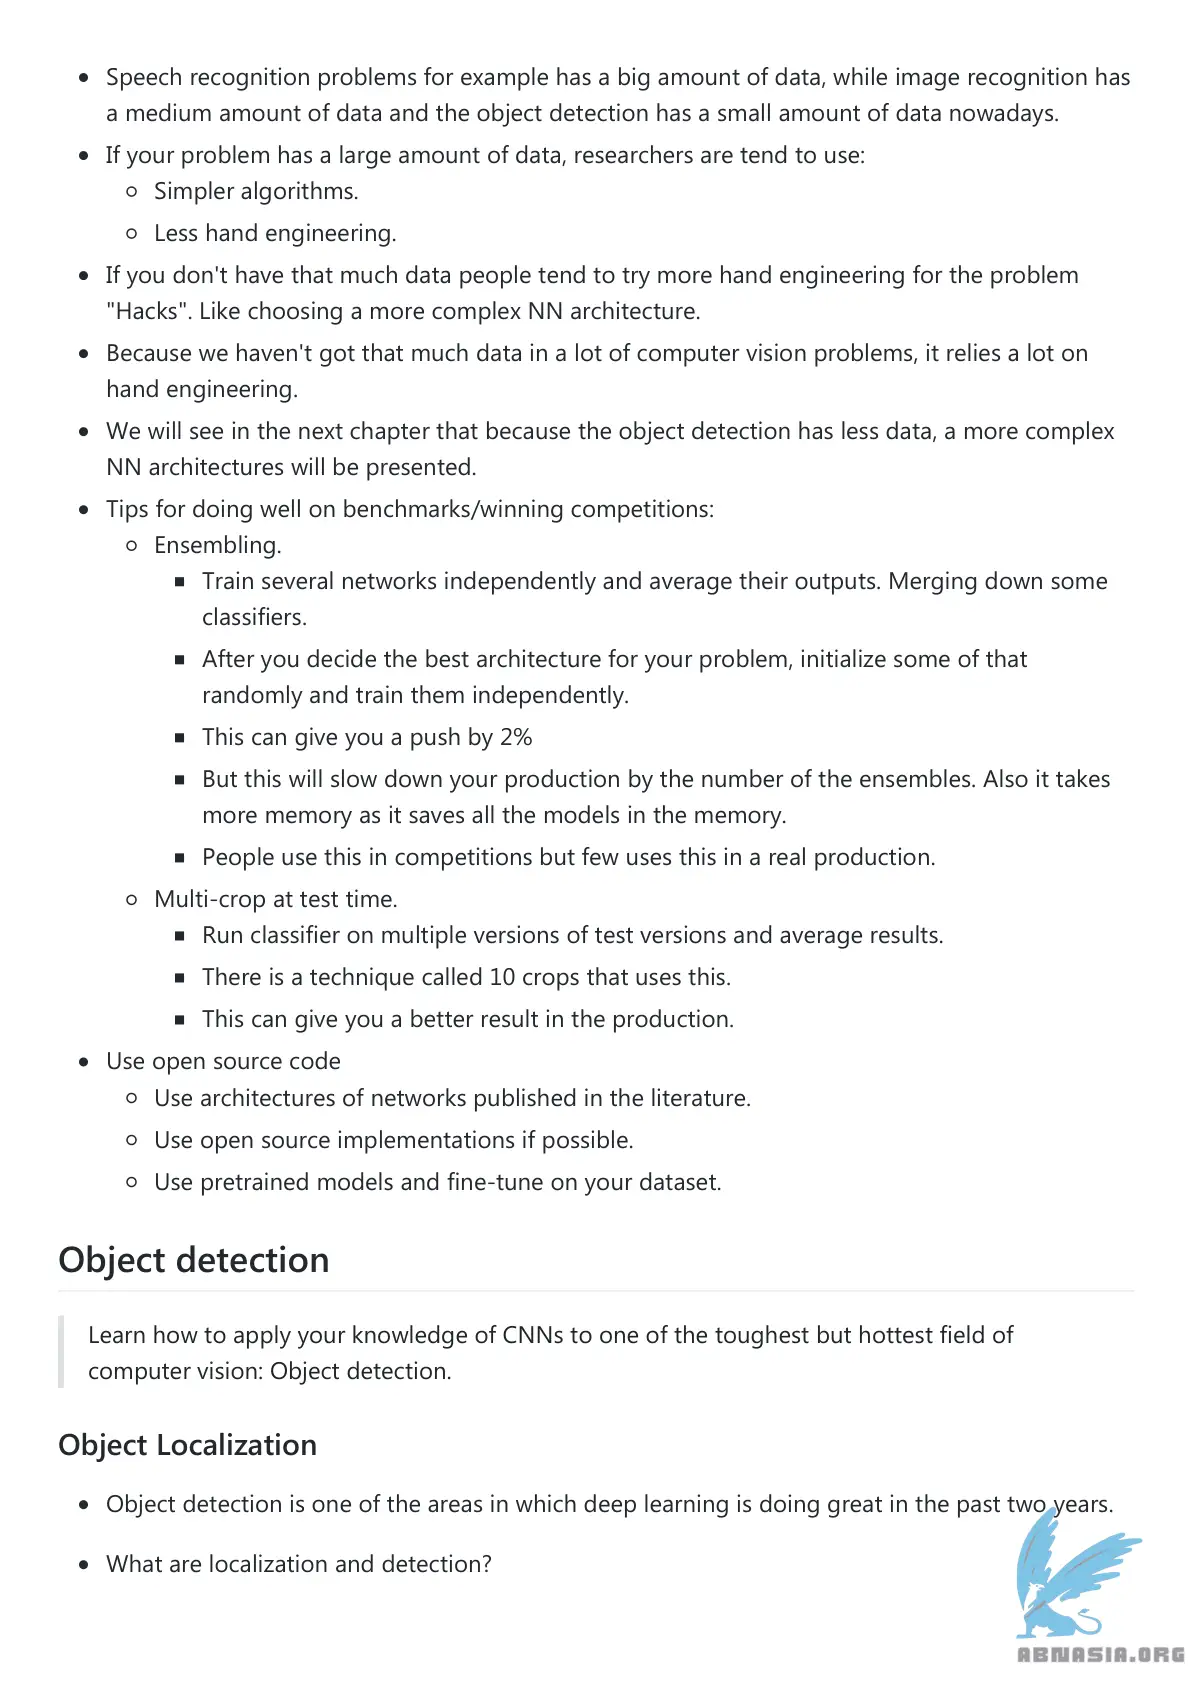 Speech recognition problems for example has a big amount of data, while image recognition has
a medium amount of data and the object detection has a small amount of data nowadays.
If your problem has a large amount of data, researchers are tend to use:
Simpler algorithms.
Less hand engineering.
If you don't have that much data people tend to try more hand engineering for the problem
"Hacks". Like choosing a more complex NN architecture.
Because we haven't got that much data in a lot of computer vision problems, it relies a lot on
hand engineering.
We will see in the next chapter that because the object detection has less data, a more complex
NN architectures will be presented.
Tips for doing well on benchmarks/winning competitions:
Ensembling.
Train several networks independently and average their outputs. Merging down some
classifiers.
After you decide the best architecture for your problem, initialize some of that
randomly and train them independently.
This can give you a push by 2%
But this will slow down your production by the number of the ensembles. Also it takes
more memory as it saves all the models in the memory.
People use this in competitions but few uses this in a real production.
Multi-crop at test time.
Run classifier on multiple versions of test versions and average results.
There is a technique called 10 crops that uses this.
This can give you a better result in the production.
Use open source code
Use architectures of networks published in the literature.
Use open source implementations if possible.
Use pretrained models and fine-tune on your dataset.
Object detection
Learn how to apply your knowledge of CNNs to one of the toughest but hottest field of
computer vision: Object detection.
Object Localization
Object detection is one of the areas in which deep learning is doing great in the past two years.
What are localization and detection?
ABNASIA.ORG